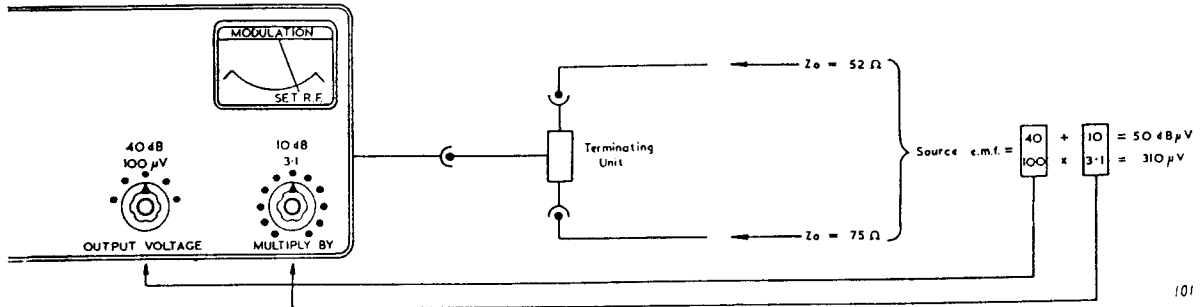 MODULATION
SET R.F.
40 dB
100 µV
10 dB
3·1
OUTPUT VOLTAGE
MULTIPLY BY
Terminating
Unit
Zo = 52 Ω
Zo = 75 Ω
Source e.m.f. = 40 + 10 = 50 dBµV
100 x 3·1 = 310 µV
101